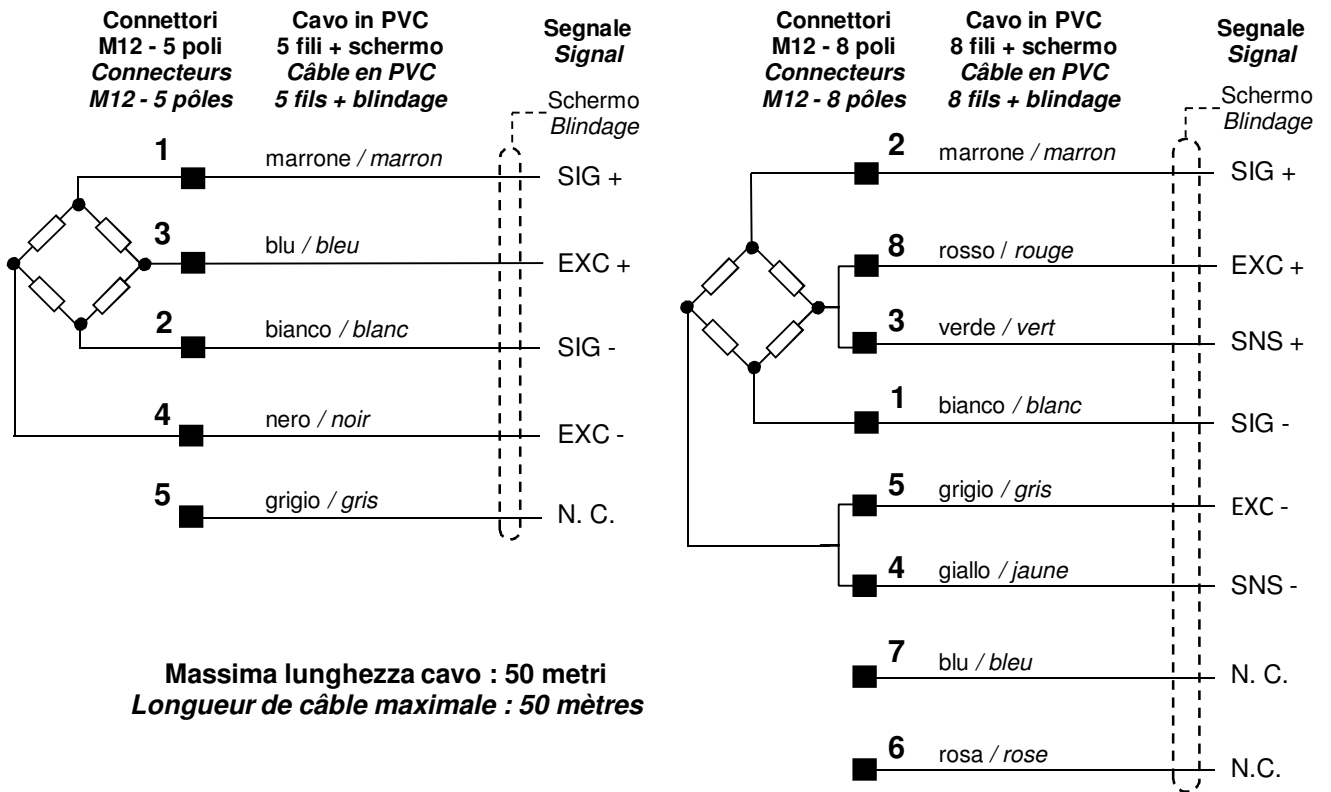 Connettori
M12 - 5 poli
Connecteurs
M12 - 5 pôles
Cavo in PVC
5 fili + schermo
Câble en PVC
5 fils + blindage
Segnale
Signal
Schermo
Blindage
1 marrone / marron SIG +
3 blu / bleu EXC +
2 bianco / blanc SIG -
4 nero / noir EXC -
5 grigio / gris N. C.
Massima lunghezza cavo : 50 metri
Longueur de câble maximale : 50 mètres
Connettori
M12 - 8 poli
Connecteurs
M12 - 8 pôles
Cavo in PVC
8 fili + schermo
Câble en PVC
8 fils + blindage
Segnale
Signal
Schermo
Blindage
2 marrone / marron SIG +
8 rosso / rouge EXC +
3 verde / vert SNS +
1 bianco / blanc SIG -
5 grigio / gris EXC -
4 giallo / jaune SNS -
7 blu / bleu N. C.
6 rosa / rose N.C.